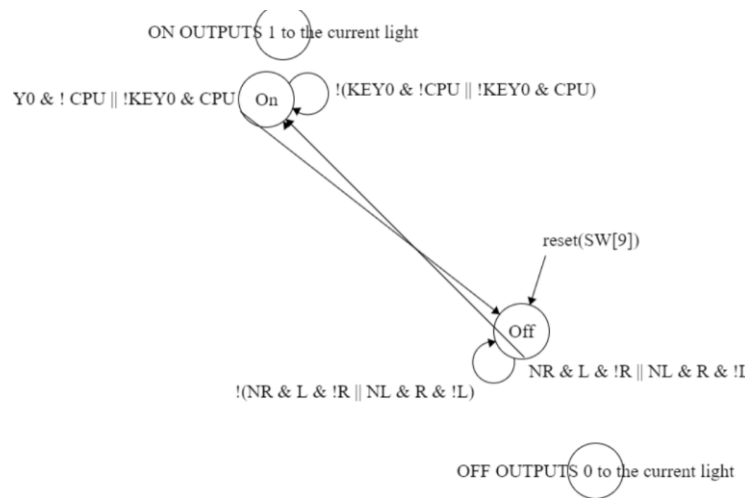 ON OUTPUTS 1 to the current light
Y0 & ! CPU || !KEY0 & CPU
On
!(KEY0 & !CPU || !KEY0 & CPU)
reset(SW[9])
Off
NR & L & !R || NL & R & !L
!(NR & L & !R || NL & R & !L)
OFF OUTPUTS 0 to the current light